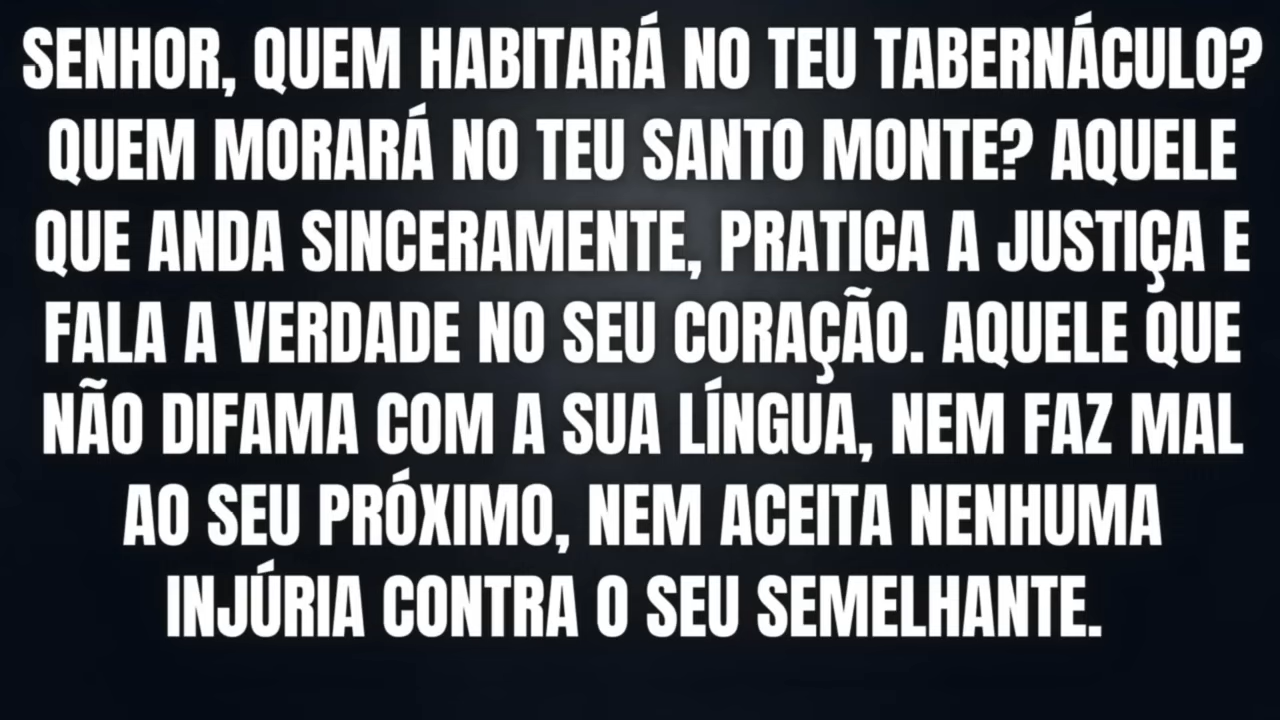 SENHOR, QUEM HABITARÁ NO TEU TABERNÁCULO?
QUEM MORARÁ NO TEU SANTO MONTE? AQUELE
QUE ANDA SINCERAMENTE, PRATICA A JUSTIÇA E
FALA A VERDADE NO SEU CORAÇÃO. AQUELE QUE
NÃO DIFAMA COM A SUA LÍNGUA, NEM FAZ MAL
AO SEU PRÓXIMO, NEM ACEITA NENHUMA
INJÚRIA CONTRA O SEU SEMELHANTE.